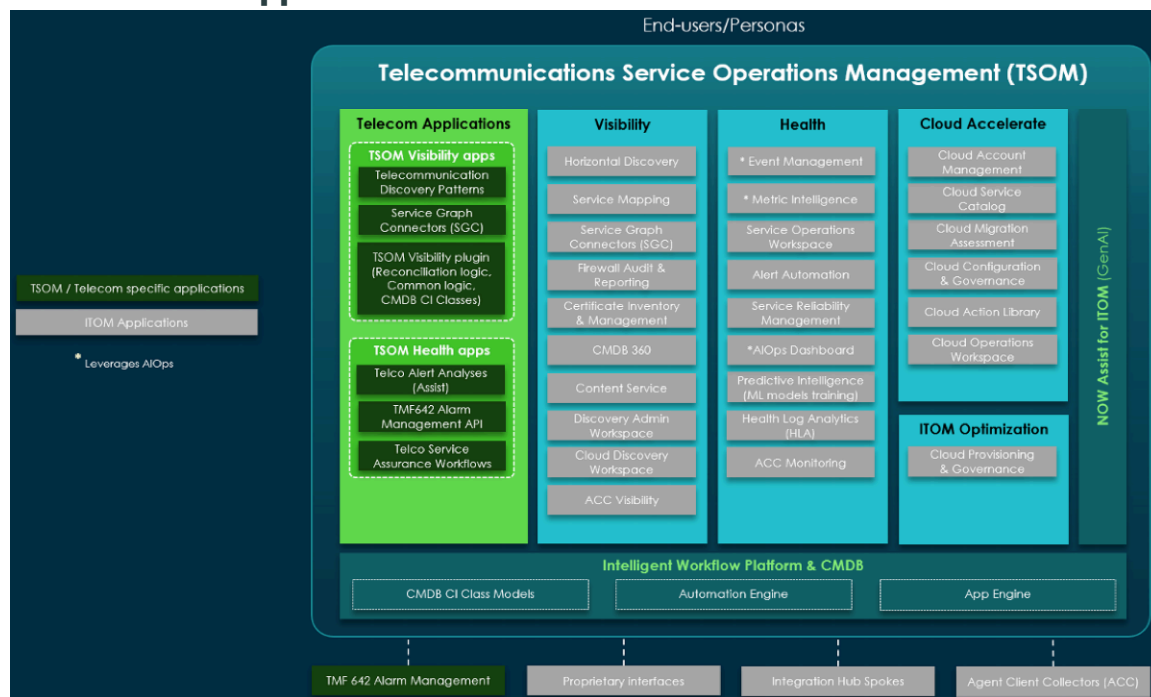 End-users/Personas
Telecommunications Service Operations Management (TSOM)
Telecom Applications
TSOM Visibility apps
Telecommunication
Discovery Patterns
Service Graph
Connectors (SGC)
TSOM Visibility plugin
(Reconciliation logic,
Common logic,
CMDB CI Classes)
TSOM Health apps
Telco Alert Analyses
(Assist)
TMF642 Alarm
Management API
Telco Service
Assurance Workflows
Visibility
Horizontal Discovery
Service Mapping
Service Graph
Connectors (SGC)
Firewall Audit &
Reporting
Certificate Inventory
& Management
CMDB 360
Content Service
Discovery Admin
Workspace
Cloud Discovery
Workspace
ACC Visibility
Health
* Event Management
* Metric Intelligence
Service Operations
Workspace
Alert Automation
Service Reliability
Management
*AIOps Dashboard
Predictive Intelligence
(ML models training)
Health Log Analytics
(HLA)
ACC Monitoring
Cloud Accelerate
Cloud Account
Management
Cloud Service
Catalog
Cloud Migration
Assessment
Cloud Configuration
& Governance
Cloud Action Library
Cloud Operations
Workspace
ITOM Optimization
Cloud Provisioning
& Governance
NOW Assist for ITOM (GenAI)
TSOM / Telecom specific applications
ITOM Applications
* Leverages AIOps
Intelligent Workflow Platform & CMDB
CMDB CI Class Models
Automation Engine
App Engine
TMF 642 Alarm Management
Proprietary interfaces
Integration Hub Spokes
Agent Client Collectors (ACC)